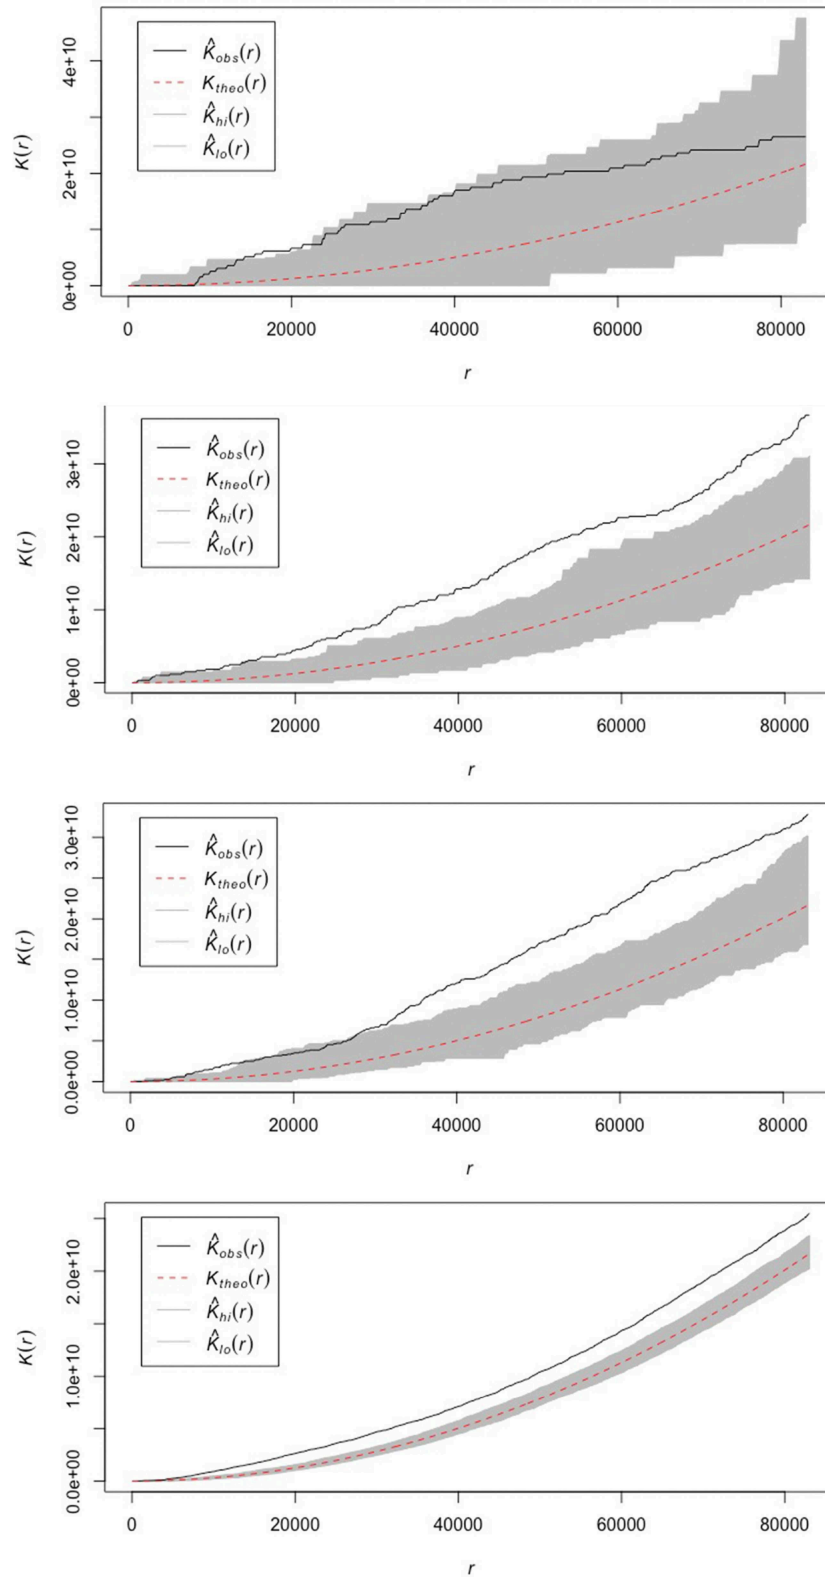 K̂obs(r)
Ktheo(r)
K̂hi(r)
K̂lo(r)
K(r)
0e+00 2e+10 4e+10
0 20000 40000 60000 80000
r
K̂obs(r)
Ktheo(r)
K̂hi(r)
K̂lo(r)
K(r)
0e+00 1e+10 2e+10 3e+10
0 20000 40000 60000 80000
r
K̂obs(r)
Ktheo(r)
K̂hi(r)
K̂lo(r)
K(r)
0.0e+00 1.0e+10 2.0e+10 3.0e+10
0 20000 40000 60000 80000
r
K̂obs(r)
Ktheo(r)
K̂hi(r)
K̂lo(r)
K(r)
0.0e+00 1.0e+10 2.0e+10
0 20000 40000 60000 80000
r